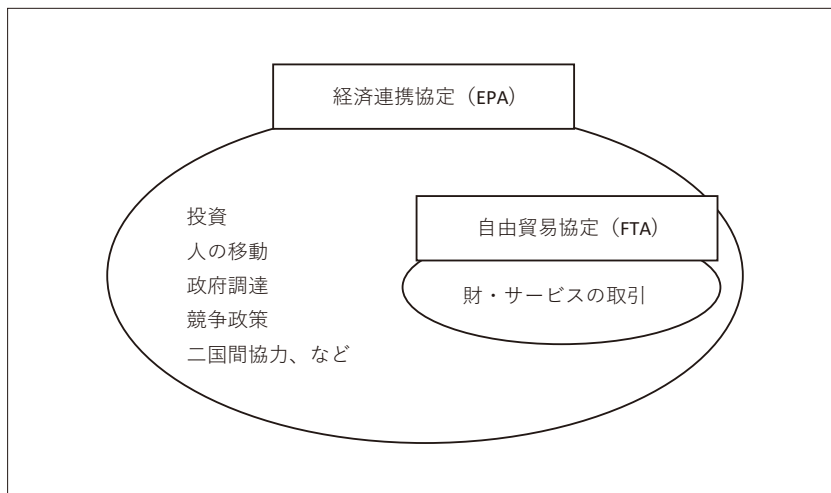 経済連携協定（EPA）
投資
人の移動
政府調達
競争政策
二国間協力、など
自由貿易協定（FTA）
財・サービスの取引